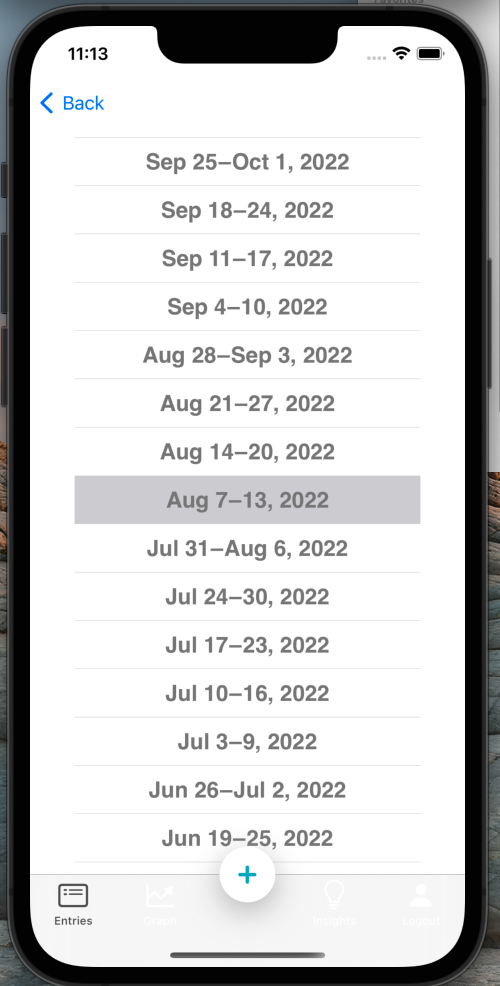 Favorites
11:13
Back
Sep 25–Oct 1, 2022
Sep 18–24, 2022
Sep 11–17, 2022
Sep 4–10, 2022
Aug 28–Sep 3, 2022
Aug 21–27, 2022
Aug 14–20, 2022
Aug 7–13, 2022
Jul 31–Aug 6, 2022
Jul 24–30, 2022
Jul 17–23, 2022
Jul 10–16, 2022
Jul 3–9, 2022
Jun 26–Jul 2, 2022
Jun 19–25, 2022
+
Entries
Graph
Insights
Logout